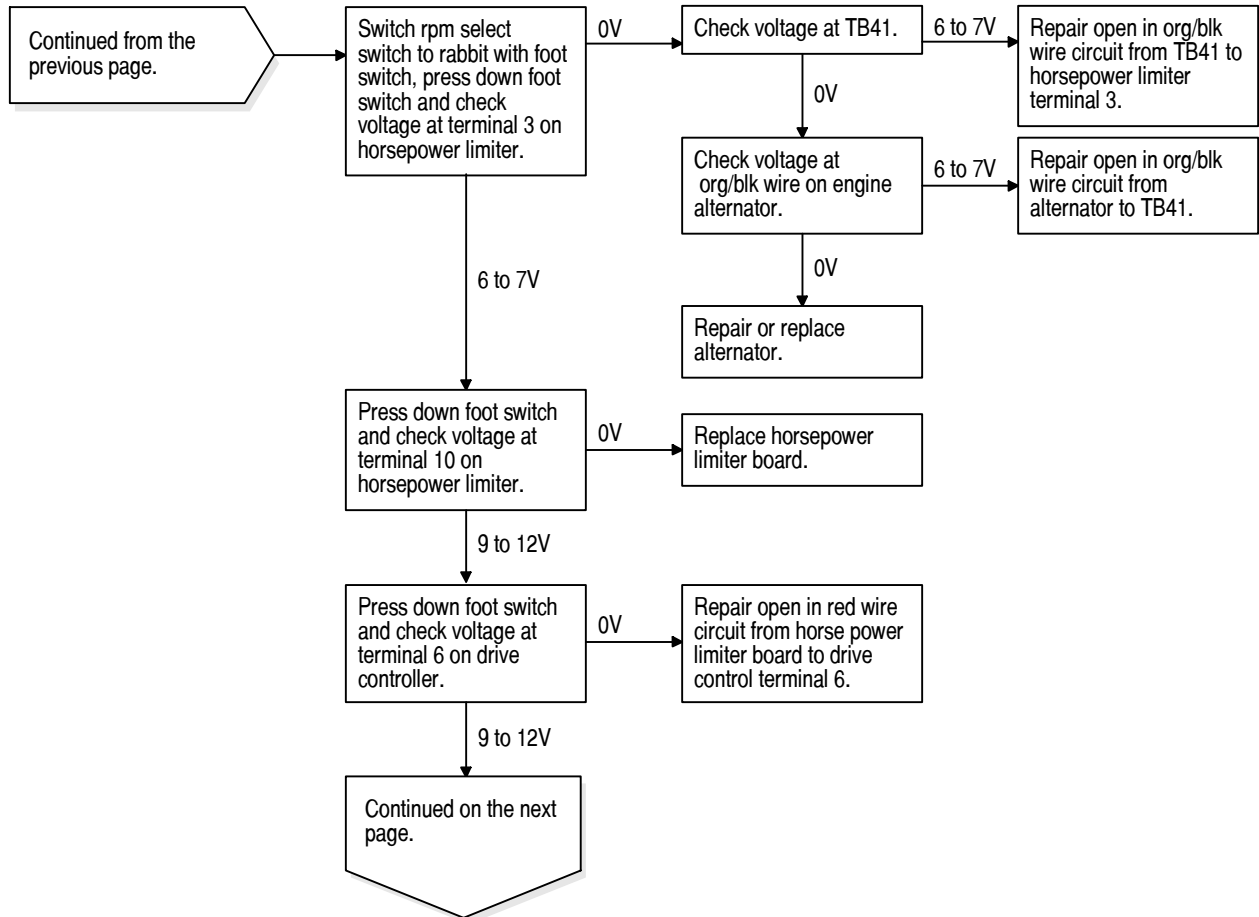 Continued from the
previous page.
Switch rpm select
switch to rabbit with foot
switch, press down foot
switch and check
voltage at terminal 3 on
horsepower limiter.
0V
Check voltage at TB41.
6 to 7V
Repair open in org/blk
wire circuit from TB41 to
horsepower limiter
terminal 3.
0V
Check voltage at
org/blk wire on engine
alternator.
6 to 7V
Repair open in org/blk
wire circuit from
alternator to TB41.
0V
Repair or replace
alternator.
6 to 7V
Press down foot switch
and check voltage at
terminal 10 on
horsepower limiter.
0V
Replace horsepower
limiter board.
9 to 12V
Press down foot switch
and check voltage at
terminal 6 on drive
controller.
0V
Repair open in red wire
circuit from horse power
limiter board to drive
control terminal 6.
9 to 12V
Continued on the next
page.